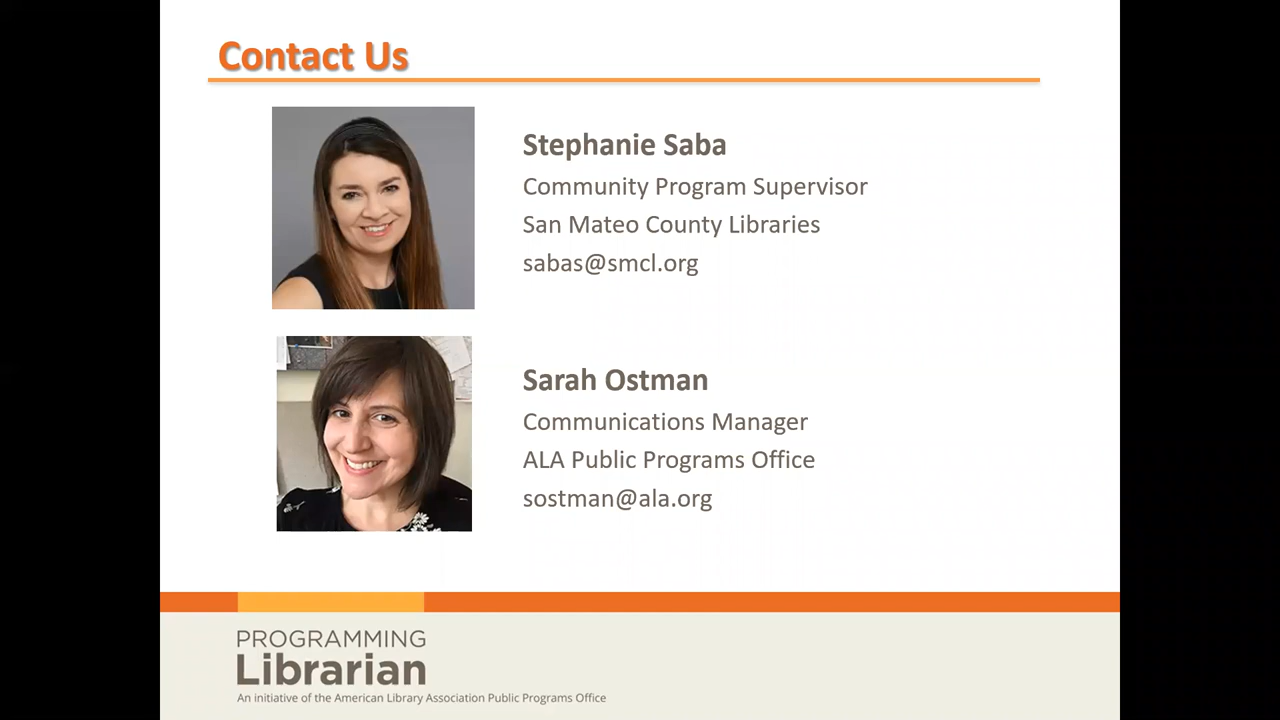 Contact Us
Stephanie Saba
Community Program Supervisor
San Mateo County Libraries
sabas@smcl.org
Sarah Ostman
Communications Manager
ALA Public Programs Office
sostman@ala.org
PROGRAMMING
Librarian
An initiative of the American Library Association Public Programs Office